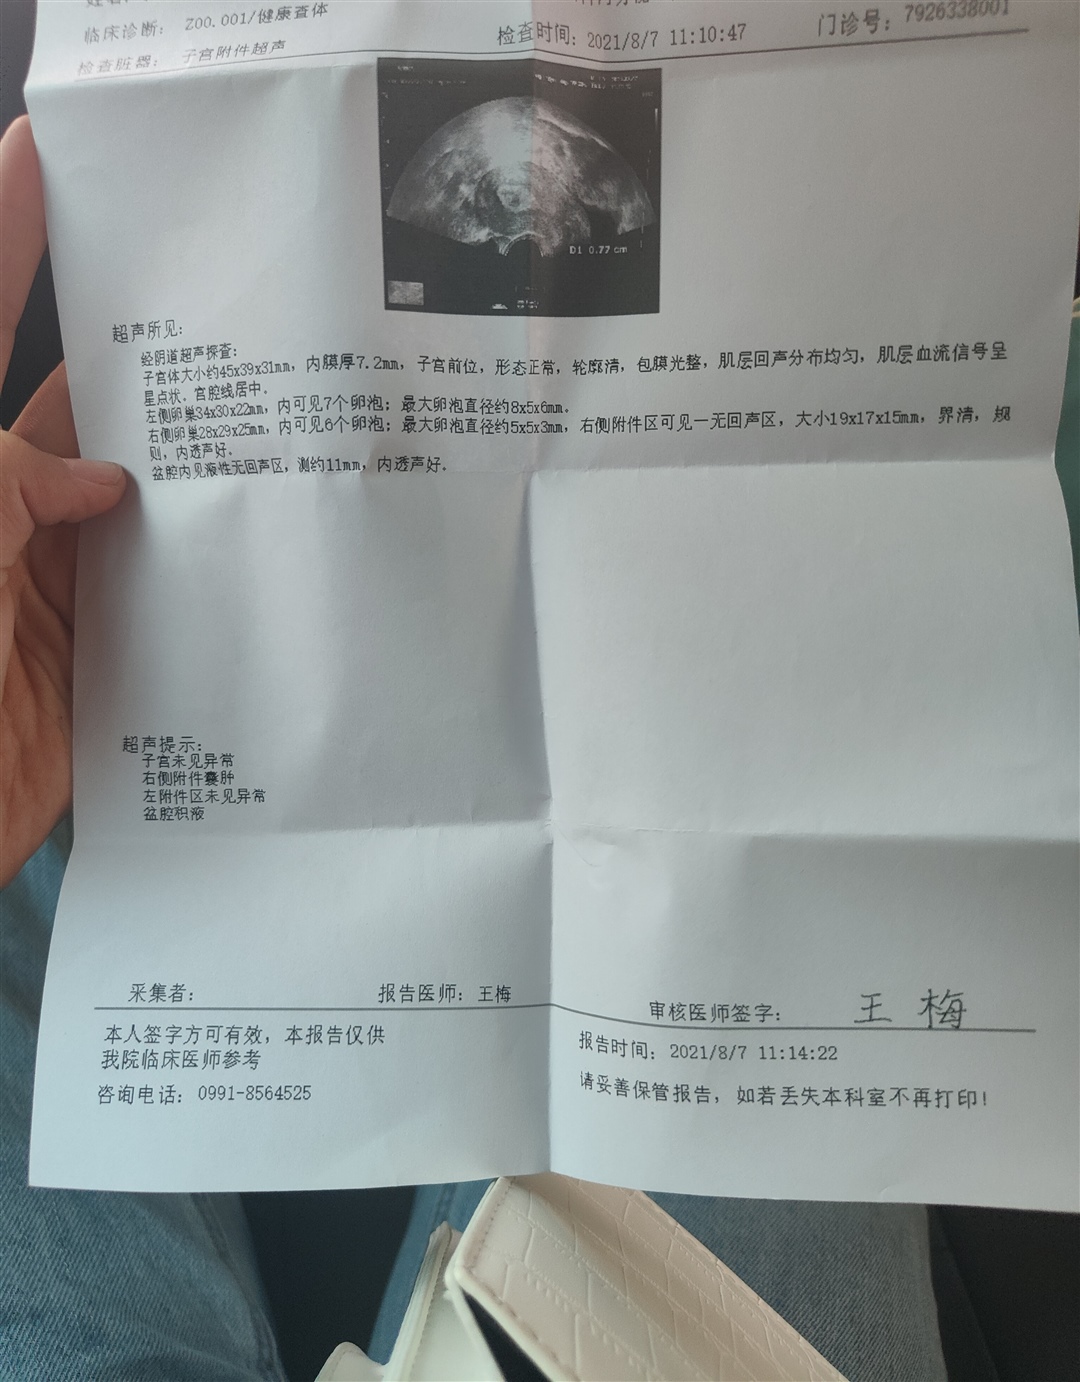 临床诊断： Z00.001/健康查体
检查时间：2021/8/7 11:10:47
门诊号：7926338001
检查脏器： 子宫附件超声
D1 0.77 cm
超声所见：
经阴道超声探查：
子宫体大小约45x39x31mm，内膜厚7.2mm，子宫前位，形态正常，轮廓清，包膜光整，肌层回声分布均匀，肌层血流信号呈
星点状．宫腔线居中．
左侧卵巢34x30x22mm，内可见7个卵泡；最大卵泡直径约8x5x6mm．
右侧卵巢28x29x25mm，内可见6个卵泡；最大卵泡直径约5x5x3mm，右侧附件区可见一无回声区，大小19x17x15mm，界清，规
则，内透声好．
盆腔内见液性无回声区，测约11mm，内透声好．
超声提示：
子宫未见异常
右侧附件囊肿
左附件区未见异常
盆腔积液
采集者：
报告医师：王梅
审核医师签字： 王 梅
本人签字方可有效，本报告仅供
我院临床医师参考
报告时间：2021/8/7 11:14:22
咨询电话：0991-8564525
请妥善保管报告，如若丢失本科室不再打印！